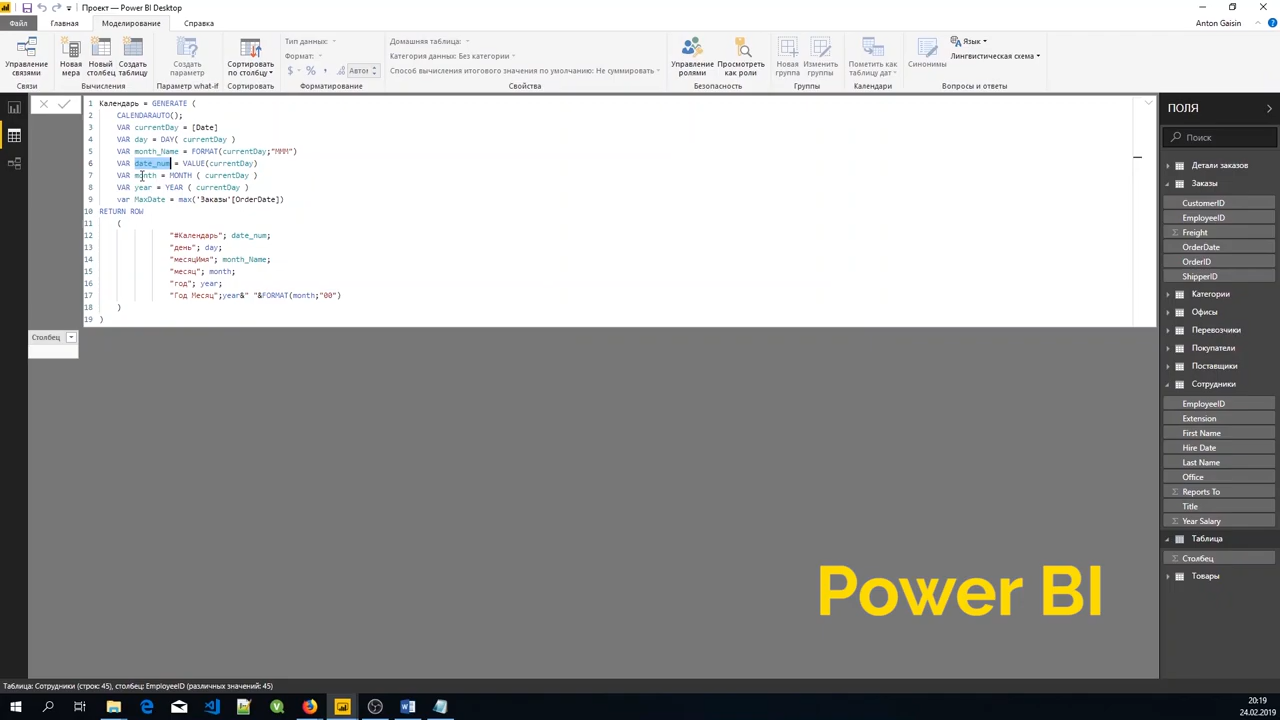 Проект — Power BI Desktop
Файл
Главная
Моделирование
Справка
Anton Gaisin
Управление связями
Новая мера
Новый столбец
Создать таблицу
Создать параметр
Сортировать по столбцу
Тип данных:
Форматирование
$ % , Авто
Домашняя таблица:
Категория данных: Без категории
Способ вычисления итогового значения по умолчанию: Не суммировать
Управление ролями
Просмотреть как роли
Новая группа
Изменить группы
Пометить как таблицу дат
Синонимы
Язык
Лингвистическая схема
Связи
Вычисления
Параметр what-if
Сортировать
Форматирование
Свойства
Безопасность
Группы
Календари
Вопросы и ответы
1 Календарь = GENERATE (
2 CALENDARAUTO();
3 VAR currentDay = [Date]
4 VAR day = DAY( currentDay )
5 VAR month_Name = FORMAT(currentDay;"MMM")
6 VAR date_num = VALUE(currentDay)
7 VAR month = MONTH ( currentDay )
8 VAR year = YEAR ( currentDay )
9 var MaxDate = max('Заказы'[OrderDate])
10 RETURN ROW
11 (
12 "#Календарь"; date_num;
13 "день"; day;
14 "месяцИмя"; month_Name;
15 "месяц"; month;
16 "год"; year;
17 "Год Месяц";year&" "&FORMAT(month;"00")
18 )
19 )
Столбец
ПОЛЯ
Поиск
Детали заказов
Заказы
CustomerID
EmployeeID
Freight
OrderDate
OrderID
ShipperID
Категории
Офисы
Перевозчики
Покупатели
Поставщики
Сотрудники
EmployeeID
Extension
First Name
Hire Date
Last Name
Office
Reports To
Title
Year Salary
Таблица
Столбец
Товары
Power BI
Таблица: Сотрудники (строк: 45), столбец: EmployeeID (различных значений: 45)
20:19
24.02.2019